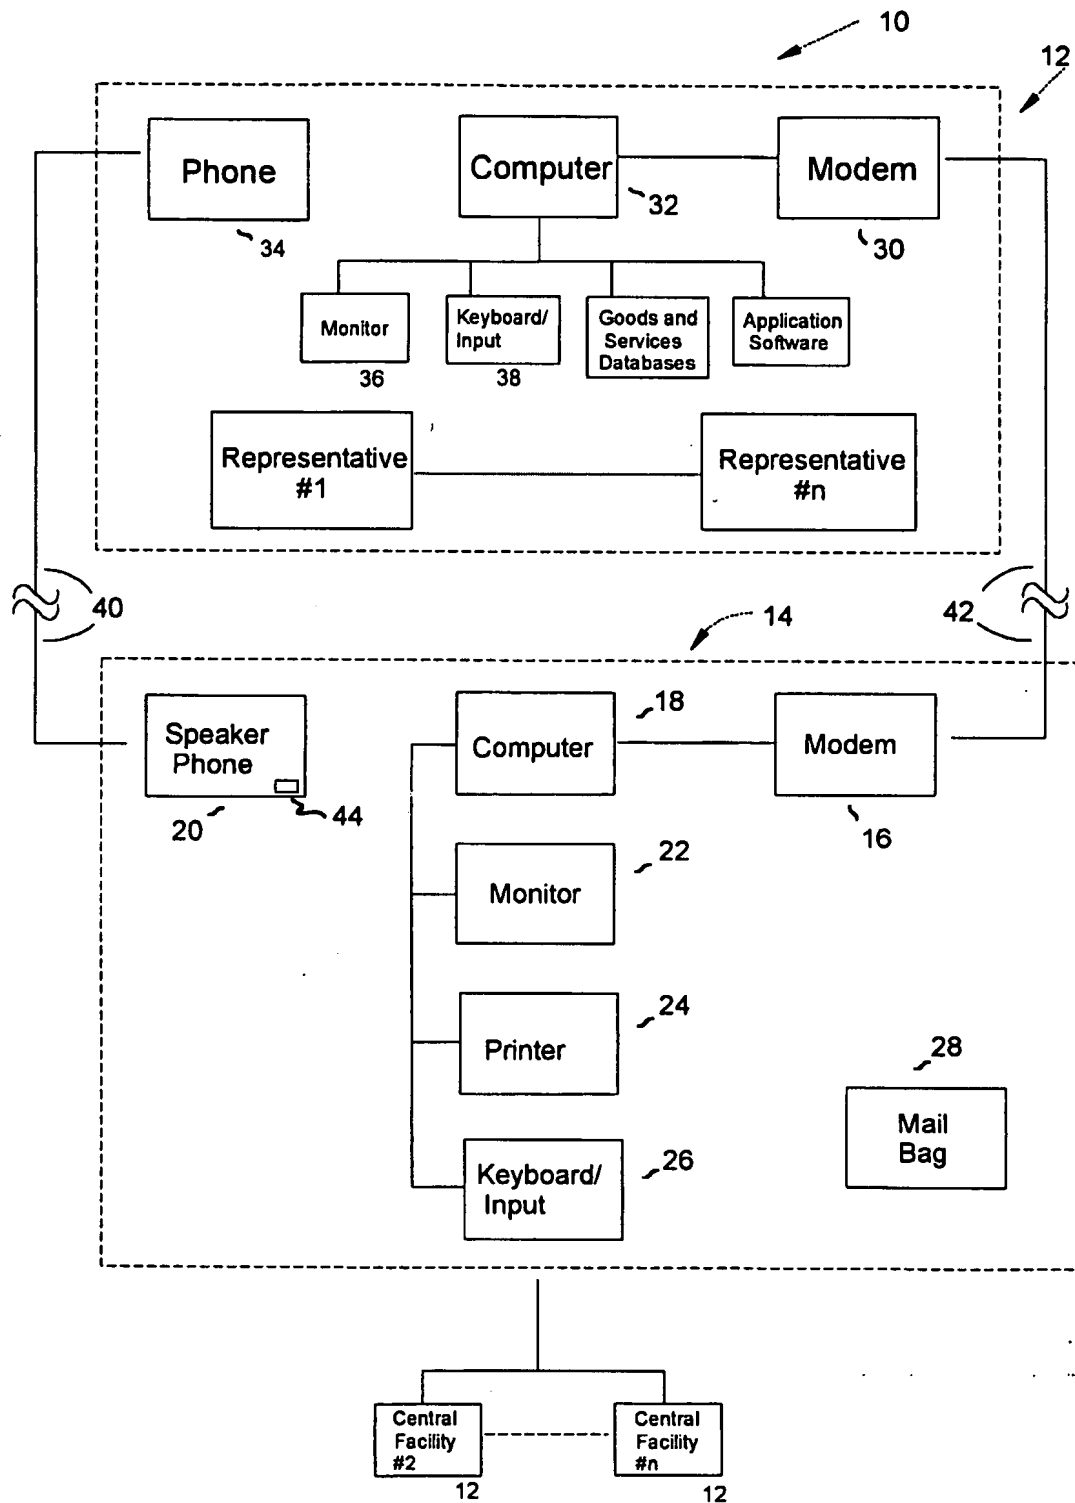 10
12
Phone
34
Computer
32
Modem
30
Monitor
36
Keyboard/
Input
38
Goods and
Services
Databases
Application
Software
Representative
#1
Representative
#n
40
42
14
Speaker
Phone
20
44
18
Computer
Modem
16
22
Monitor
24
Printer
26
Keyboard/
Input
28
Mail
Bag
Central
Facility
#2
12
Central
Facility
#n
12